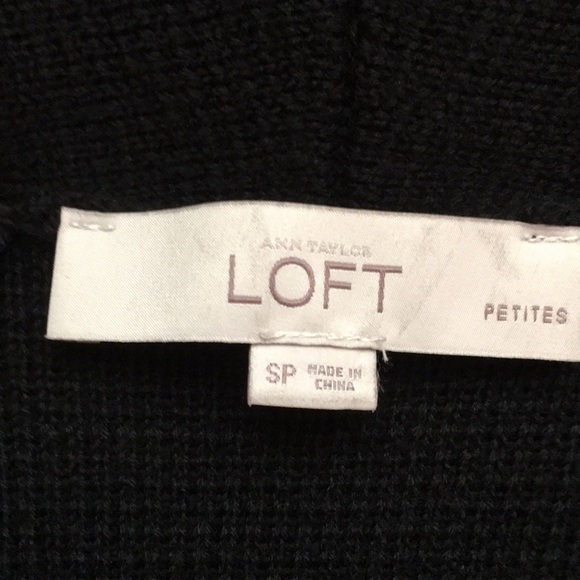 ANN TAYLOR
LOFT
PETITES
SP
MADE IN
CHINA